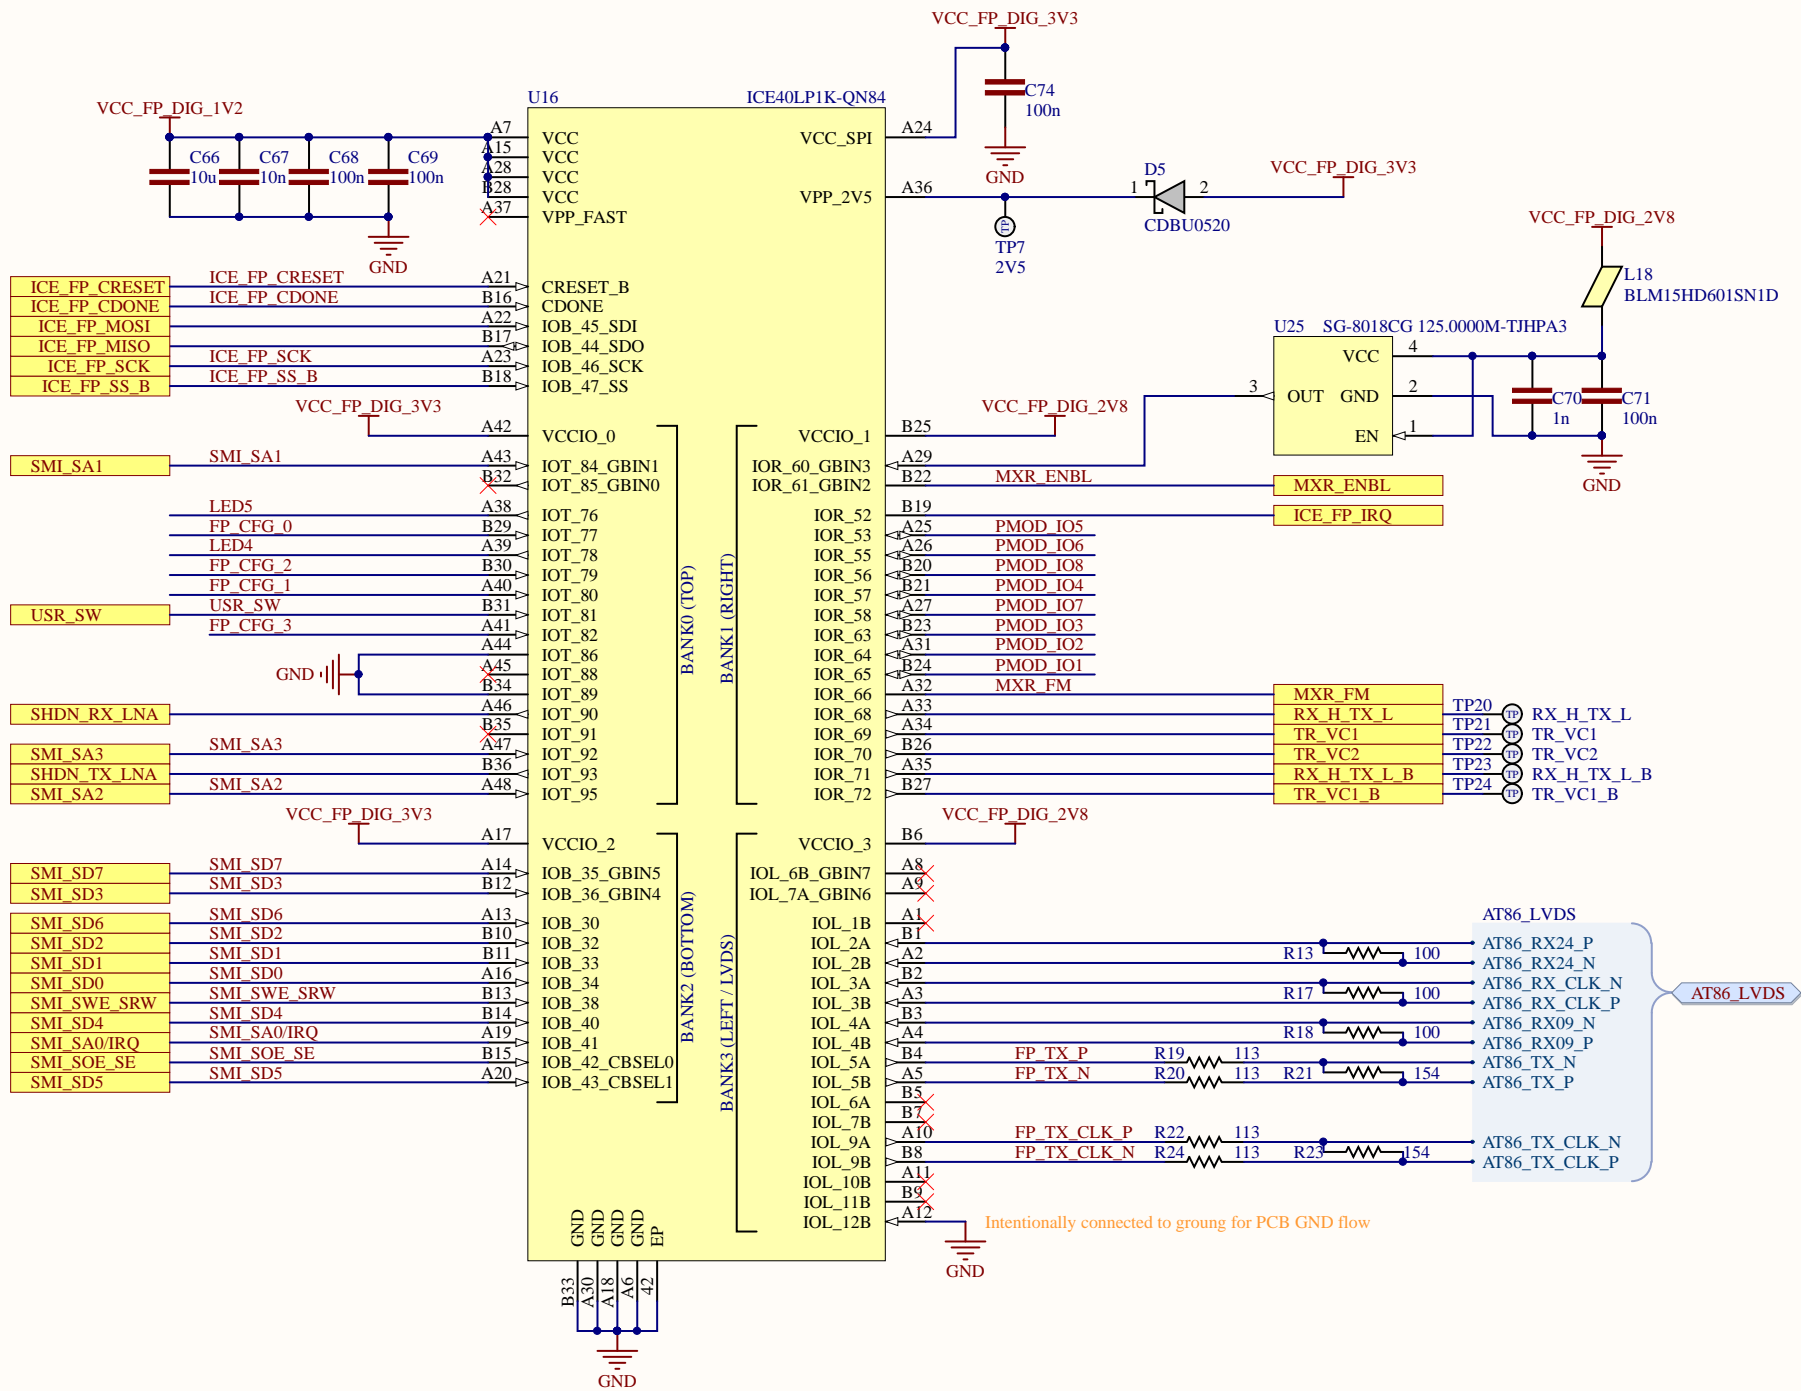 VCC_FP_DIG_3V3
C74
100n
GND
VCC_FP_DIG_1V2
C66
10u
C67
10n
C68
100n
C69
100n
GND
U16 ICE40LP1K-QN84
A7 VCC
A15 VCC
A28 VCC
B28 VCC
A37 VPP_FAST
VCC_SPI A24
VPP_2V5 A36
TP
TP7
2V5
D5
1 2
CDBU0520
VCC_FP_DIG_3V3
VCC_FP_DIG_2V8
L18
BLM15HD601SN1D
U25 SG-8018CG 125.0000M-TJHPA3
VCC 4
3 OUT GND 2
EN 1
C70
1n
C71
100n
GND
ICE_FP_CRESET ICE_FP_CRESET A21 CRESET_B
ICE_FP_CDONE ICE_FP_CDONE B16 CDONE
ICE_FP_MOSI A22 IOB_45_SDI
ICE_FP_MISO B17 IOB_44_SDO
ICE_FP_SCK ICE_FP_SCK A23 IOB_46_SCK
ICE_FP_SS_B ICE_FP_SS_B B18 IOB_47_SS
VCC_FP_DIG_3V3
A42 VCCIO_0
SMI_SA1 SMI_SA1 A43 IOT_84_GBIN1
B32 IOT_85_GBIN0
LED5 A38 IOT_76
FP_CFG_0 B29 IOT_77
LED4 A39 IOT_78
FP_CFG_2 B30 IOT_79
FP_CFG_1 A40 IOT_80
USR_SW USR_SW B31 IOT_81
FP_CFG_3 A41 IOT_82
A44 IOT_86
GND A45 IOT_88
B34 IOT_89
SHDN_RX_LNA A46 IOT_90
B35 IOT_91
SMI_SA3 SMI_SA3 A47 IOT_92
SHDN_TX_LNA B36 IOT_93
SMI_SA2 SMI_SA2 A48 IOT_95
BANK0 (TOP)
BANK1 (RIGHT)
VCC_FP_DIG_2V8
VCCIO_1 B25
IOR_60_GBIN3 A29
IOR_61_GBIN2 B22 MXR_ENBL MXR_ENBL
IOR_52 B19 ICE_FP_IRQ
IOR_53 A25 PMOD_IO5
IOR_55 A26 PMOD_IO6
IOR_56 B20 PMOD_IO8
IOR_57 B21 PMOD_IO4
IOR_58 A27 PMOD_IO7
IOR_63 B23 PMOD_IO3
IOR_64 A31 PMOD_IO2
IOR_65 B24 PMOD_IO1
IOR_66 A32 MXR_FM MXR_FM
IOR_68 A33 RX_H_TX_L TP20 TP RX_H_TX_L
IOR_69 A34 TR_VC1 TP21 TP TR_VC1
IOR_70 B26 TR_VC2 TP22 TP TR_VC2
IOR_71 A35 RX_H_TX_L_B TP23 TP RX_H_TX_L_B
IOR_72 B27 TR_VC1_B TP24 TP TR_VC1_B
VCC_FP_DIG_3V3
A17 VCCIO_2
SMI_SD7 SMI_SD7 A14 IOB_35_GBIN5
SMI_SD3 SMI_SD3 B12 IOB_36_GBIN4
SMI_SD6 SMI_SD6 A13 IOB_30
SMI_SD2 SMI_SD2 B10 IOB_32
SMI_SD1 SMI_SD1 B11 IOB_33
SMI_SD0 SMI_SD0 A16 IOB_34
SMI_SWE_SRW SMI_SWE_SRW B13 IOB_38
SMI_SD4 SMI_SD4 B14 IOB_40
SMI_SA0/IRQ SMI_SA0/IRQ A19 IOB_41
SMI_SOE_SE SMI_SOE_SE B15 IOB_42_CBSEL0
SMI_SD5 SMI_SD5 A20 IOB_43_CBSEL1
BANK2 (BOTTOM)
BANK3 (LEFT / LVDS)
VCC_FP_DIG_2V8
VCCIO_3 B6
IOL_6B_GBIN7 A8
IOL_7A_GBIN6 A9
IOL_1B A1
AT86_LVDS
IOL_2A B1 AT86_RX24_P
R13 100
IOL_2B A2 AT86_RX24_N
IOL_3A B2 AT86_RX_CLK_N
R17 100
IOL_3B A3 AT86_RX_CLK_P
IOL_4A B3 AT86_RX09_N
R18 100
IOL_4B A4 AT86_RX09_P
IOL_5A B4 FP_TX_P R19 113 AT86_TX_N
R21 154
IOL_5B A5 FP_TX_N R20 113 AT86_TX_P
IOL_6A B5
IOL_7B B7
IOL_9A A10 FP_TX_CLK_P R22 113 AT86_TX_CLK_N
R23 154
IOL_9B B8 FP_TX_CLK_N R24 113 AT86_TX_CLK_P
IOL_10B A11
IOL_11B B9
IOL_12B A12
AT86_LVDS
Intentionally connected to groung for PCB GND flow
GND
GND GND GND GND EP
B33 A30 A18 A6 42
GND